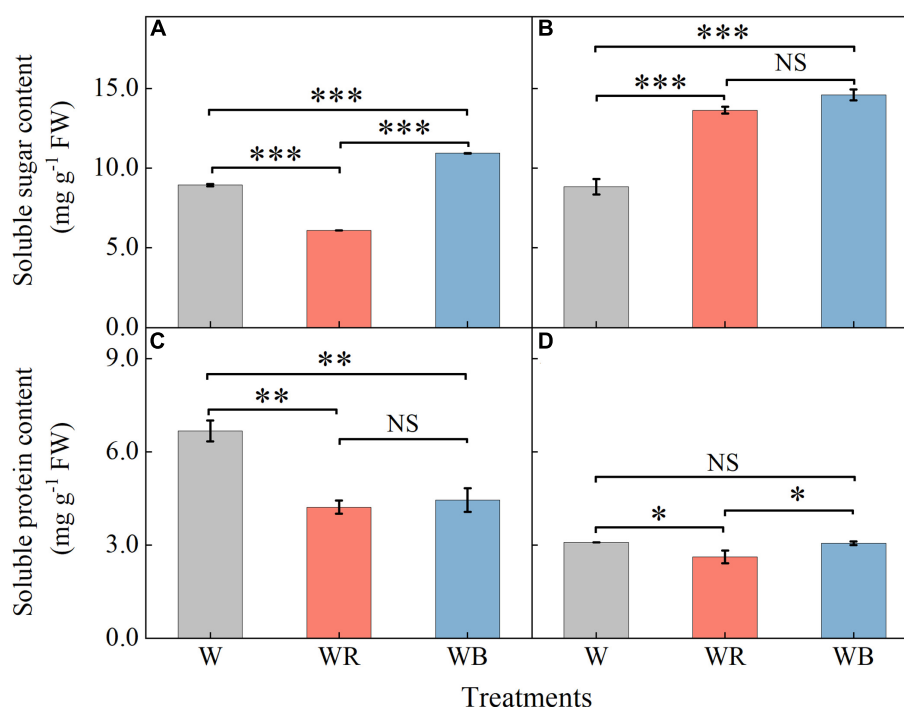 A
B
Soluble sugar content
(mg g⁻¹ FW)
15.0
10.0
5.0
0.0
***
***
***
***
***
NS
C
D
Soluble protein content
(mg g⁻¹ FW)
9.0
6.0
3.0
0.0
**
**
NS
NS
*
*
W WR WB W WR WB
Treatments